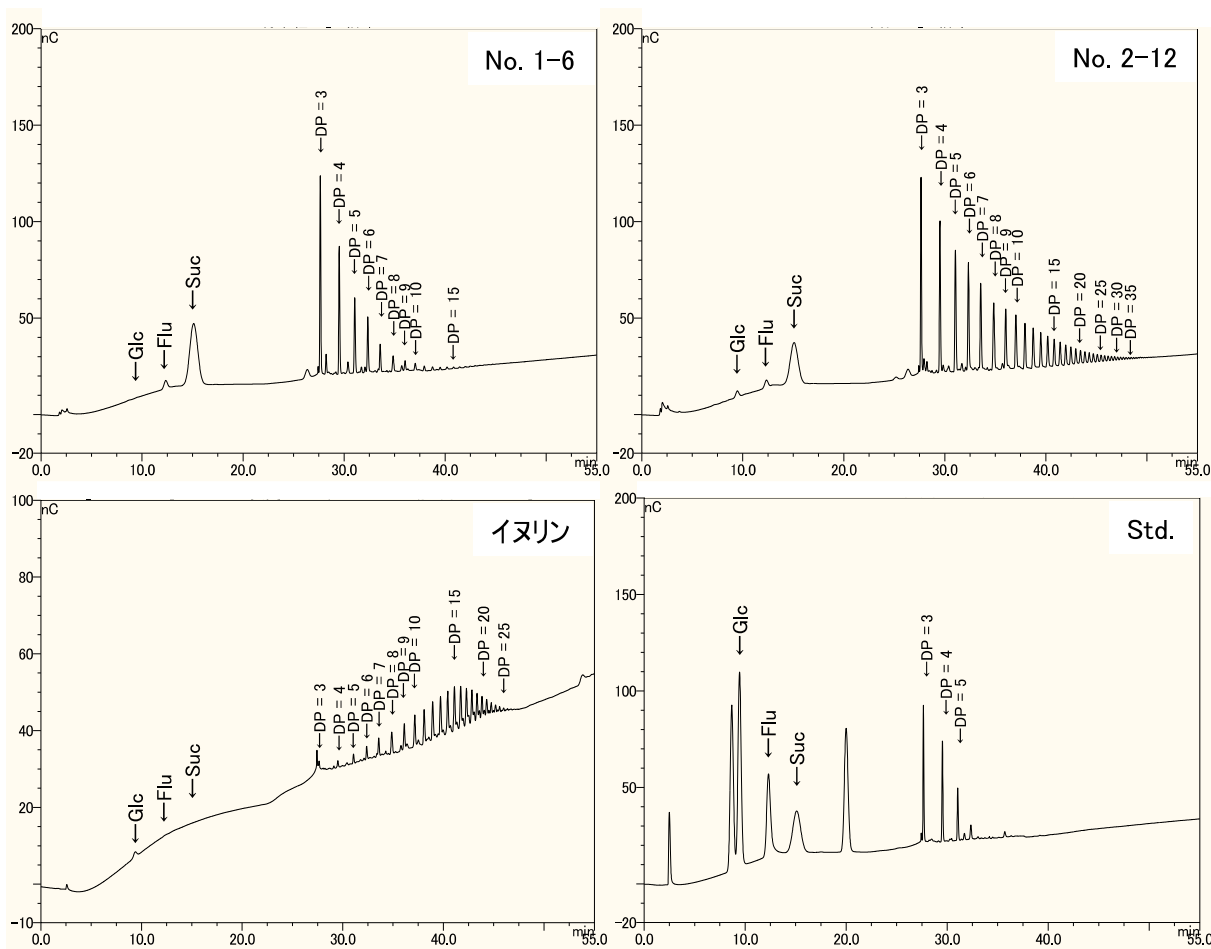 No. 1-6
nC
200
150
100
50
-20
Glc
Flu
Suc
DP = 3
DP = 4
DP = 5
DP = 6
DP = 7
DP = 8
DP = 9
DP = 10
DP = 15
0.0
10.0
20.0
30.0
40.0
min
55.0
No. 2-12
nC
200
150
100
50
-20
Glc
Flu
Suc
DP = 3
DP = 4
DP = 5
DP = 6
DP = 7
DP = 8
DP = 9
DP = 10
DP = 15
DP = 20
DP = 25
DP = 30
DP = 35
0.0
10.0
20.0
30.0
40.0
min
55.0
イヌリン
nC
100
80
60
40
20
-10
Glc
Flu
Suc
DP = 3
DP = 4
DP = 5
DP = 6
DP = 7
DP = 8
DP = 9
DP = 10
DP = 15
DP = 20
DP = 25
0.0
10.0
20.0
30.0
40.0
min
55.0
Std.
nC
200
150
100
50
-20
Glc
Flu
Suc
DP = 3
DP = 4
DP = 5
0.0
10.0
20.0
30.0
40.0
min
55.0